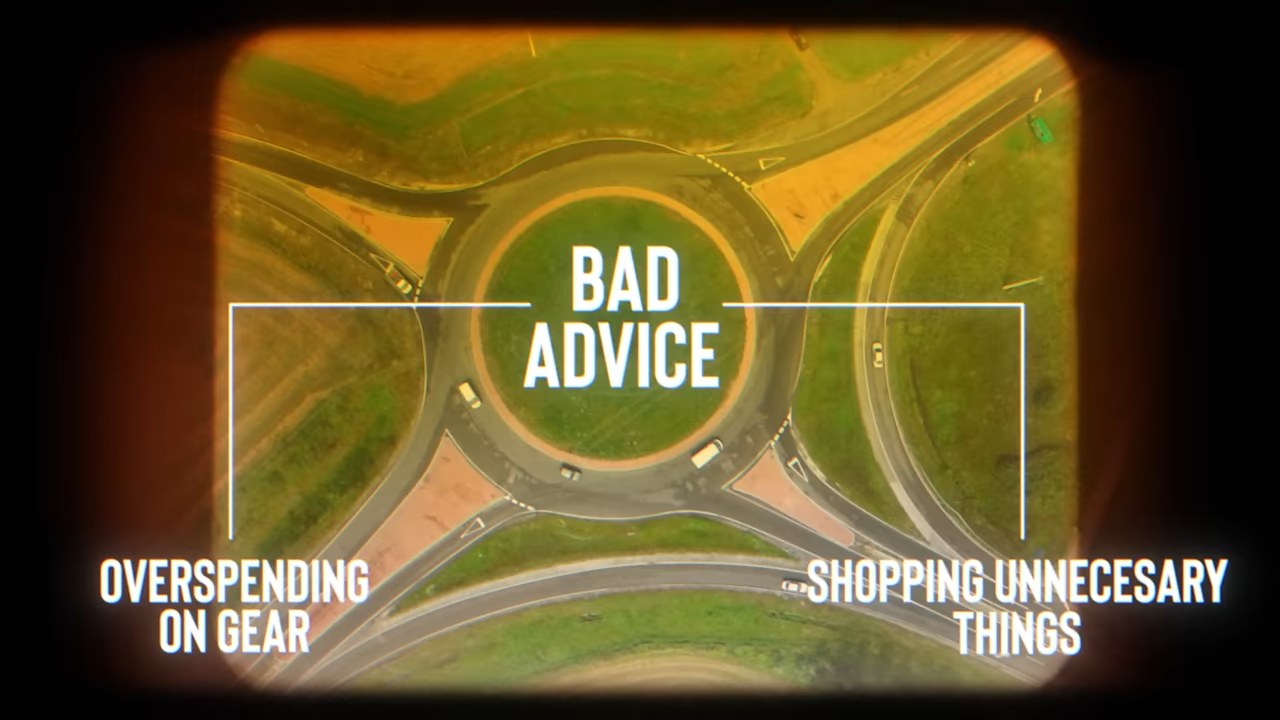 BAD
ADVICE
OVERSPENDING
ON GEAR
SHOPPING UNNECESARY
THINGS